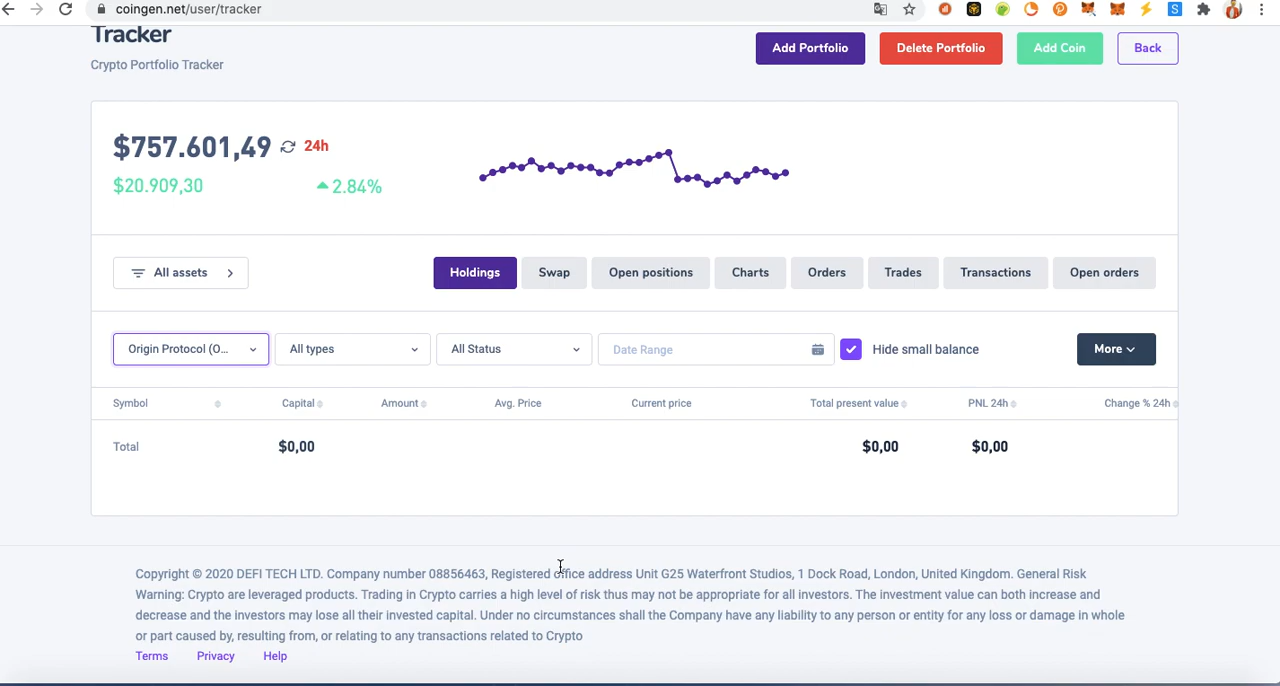 coingen.net/user/tracker
Tracker
Add Portfolio
Delete Portfolio
Add Coin
Back
Crypto Portfolio Tracker
$757.601,49 24h
$20.909,30 2.84%
All assets
Holdings
Swap
Open positions
Charts
Orders
Trades
Transactions
Open orders
Origin Protocol (O...
All types
All Status
Date Range
Hide small balance
More
Symbol Capital Amount Avg. Price Current price Total present value PNL 24h Change % 24h
Total $0,00 $0,00 $0,00
Copyright © 2020 DEFI TECH LTD. Company number 08856463, Registered office address Unit G25 Waterfront Studios, 1 Dock Road, London, United Kingdom. General Risk
Warning: Crypto are leveraged products. Trading in Crypto carries a high level of risk thus may not be appropriate for all investors. The investment value can both increase and
decrease and the investors may lose all their invested capital. Under no circumstances shall the Company have any liability to any person or entity for any loss or damage in whole
or part caused by, resulting from, or relating to any transactions related to Crypto
Terms Privacy Help